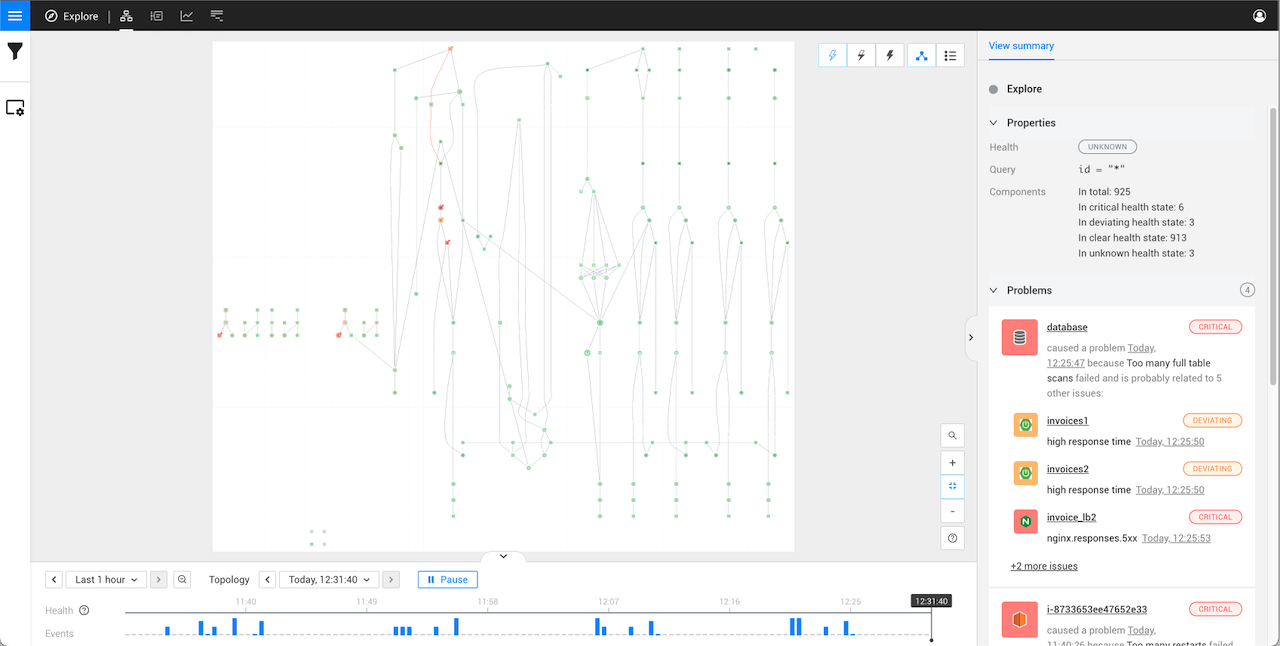 Explore
View summary
Explore
Properties
Health UNKNOWN
Query id = "*"
Components In total: 925
In critical health state: 6
In deviating health state: 3
In clear health state: 913
In unknown health state: 3
Problems 4
database CRITICAL
caused a problem Today,
12:25:47 because Too many full table
scans failed and is probably related to 5
other issues:
invoices1 DEVIATING
high response time Today, 12:25:50
invoices2 DEVIATING
high response time Today, 12:25:50
invoice_lb2 CRITICAL
nginx.responses.5xx Today, 12:25:53
+2 more issues
i-8733653ee47652e33 CRITICAL
caused a problem Today,
11:40:26 because Too many restarts failed
+
-
Last 1 hour Topology Today, 12:31:40 Pause
11:40 11:49 11:58 12:07 12:16 12:25 12:31:40
Health
Events